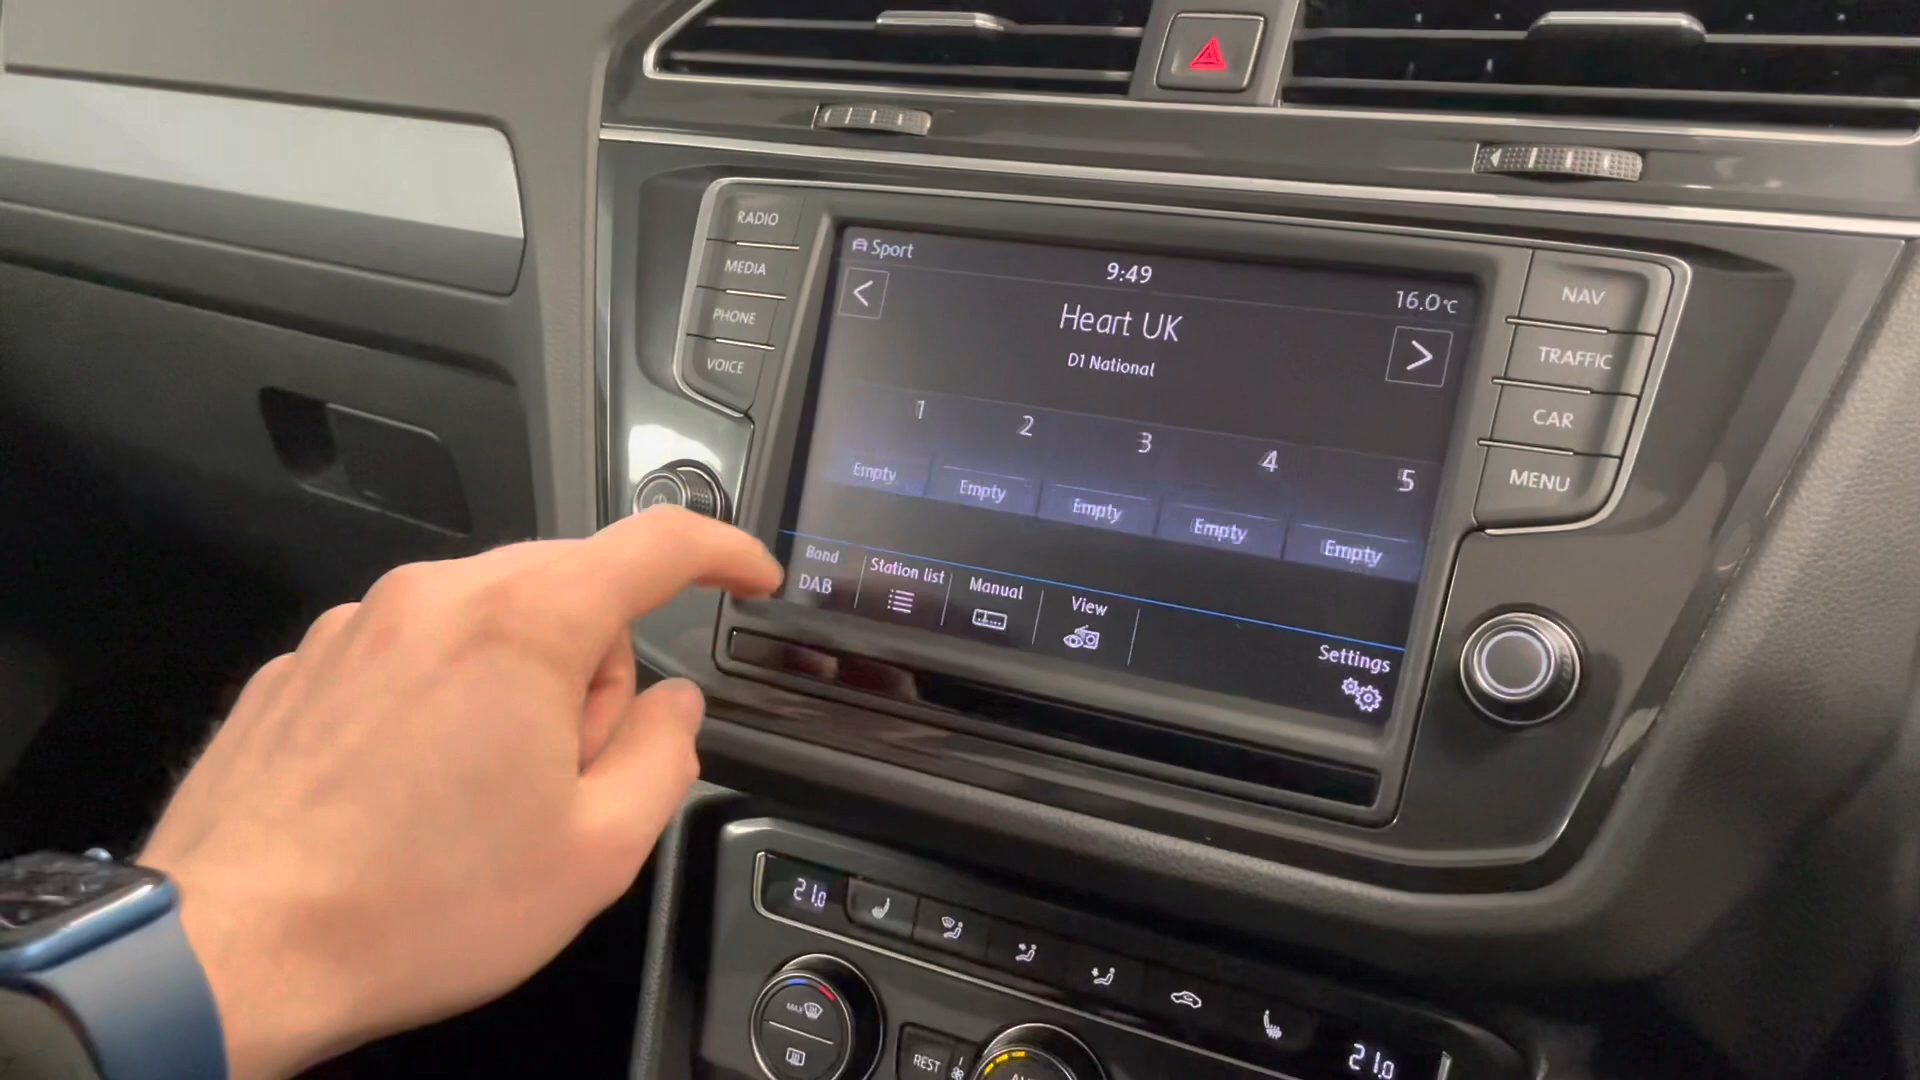 RADIO
MEDIA
PHONE
VOICE
Sport
9:49
16.0°C
Heart UK
D1 National
1
2
3
4
5
Empty
Empty
Empty
Empty
Empty
Band
DAB
Station list
Manual
View
Settings
NAV
TRAFFIC
CAR
MENU
21.0
MAX
REST
21.0